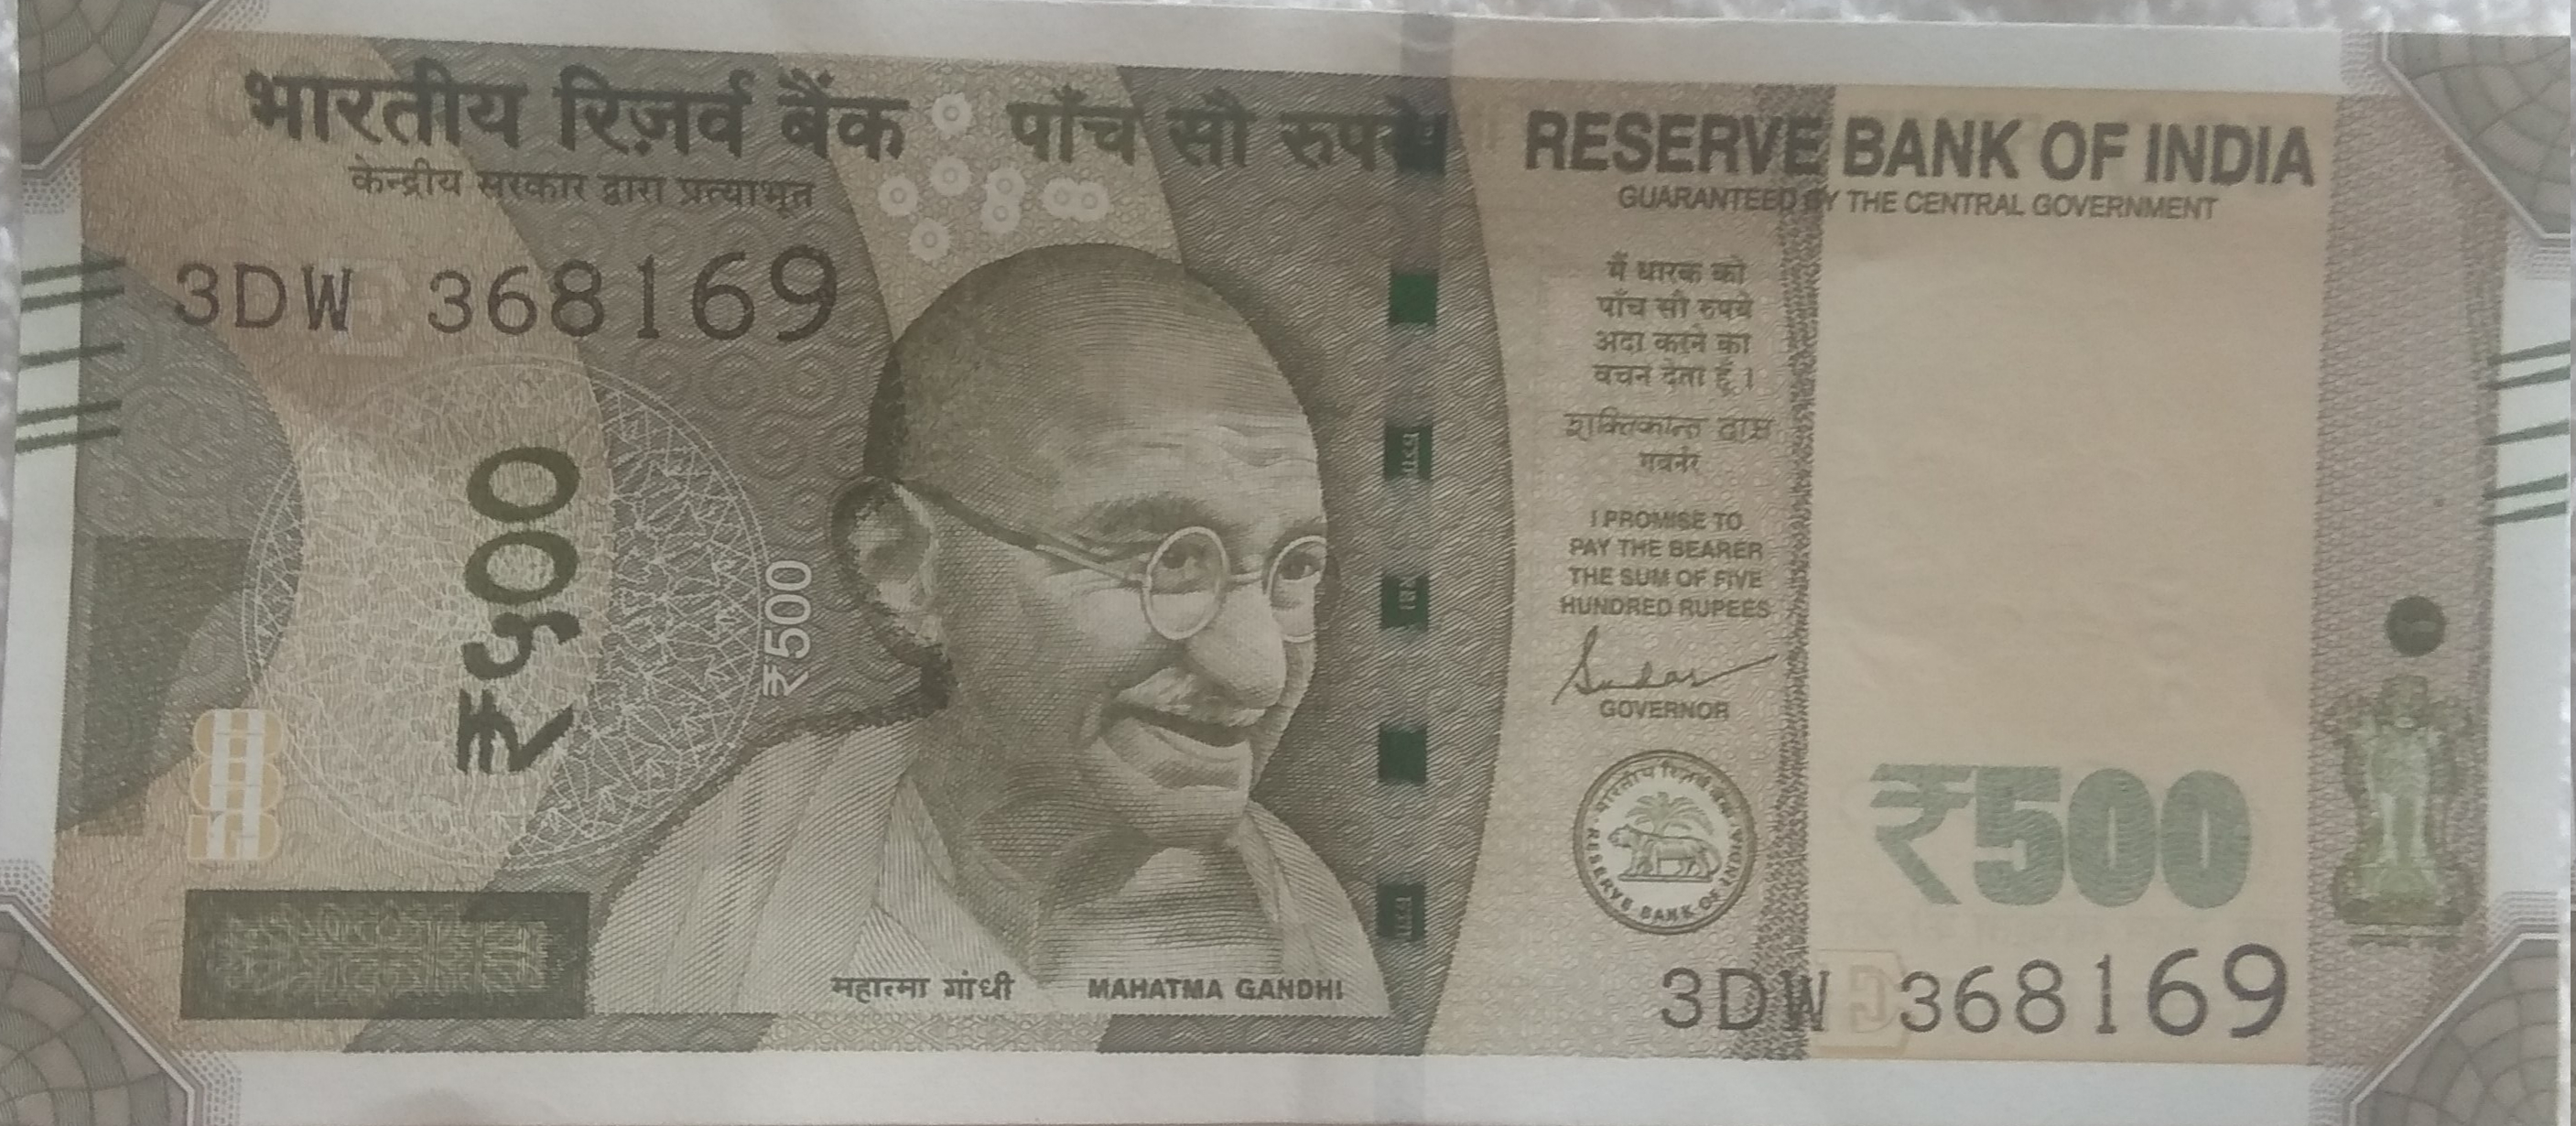 भारतीय रिज़र्व बैंक
केन्द्रीय सरकार द्वारा प्रत्याभूत
पाँच सौ रुपये
3DW 368169
₹५००
₹500
महात्मा गांधी MAHATMA GANDHI
RESERVE BANK OF INDIA
GUARANTEED BY THE CENTRAL GOVERNMENT
मैं धारक को
पाँच सौ रुपये
अदा करने का
वचन देता हूँ ।
शक्तिकान्त दास
गवर्नर
I PROMISE TO
PAY THE BEARER
THE SUM OF FIVE
HUNDRED RUPEES
GOVERNOR
भारतीय रिज़र्व बैंक
RESERVE BANK OF INDIA
₹500
3DW 368169